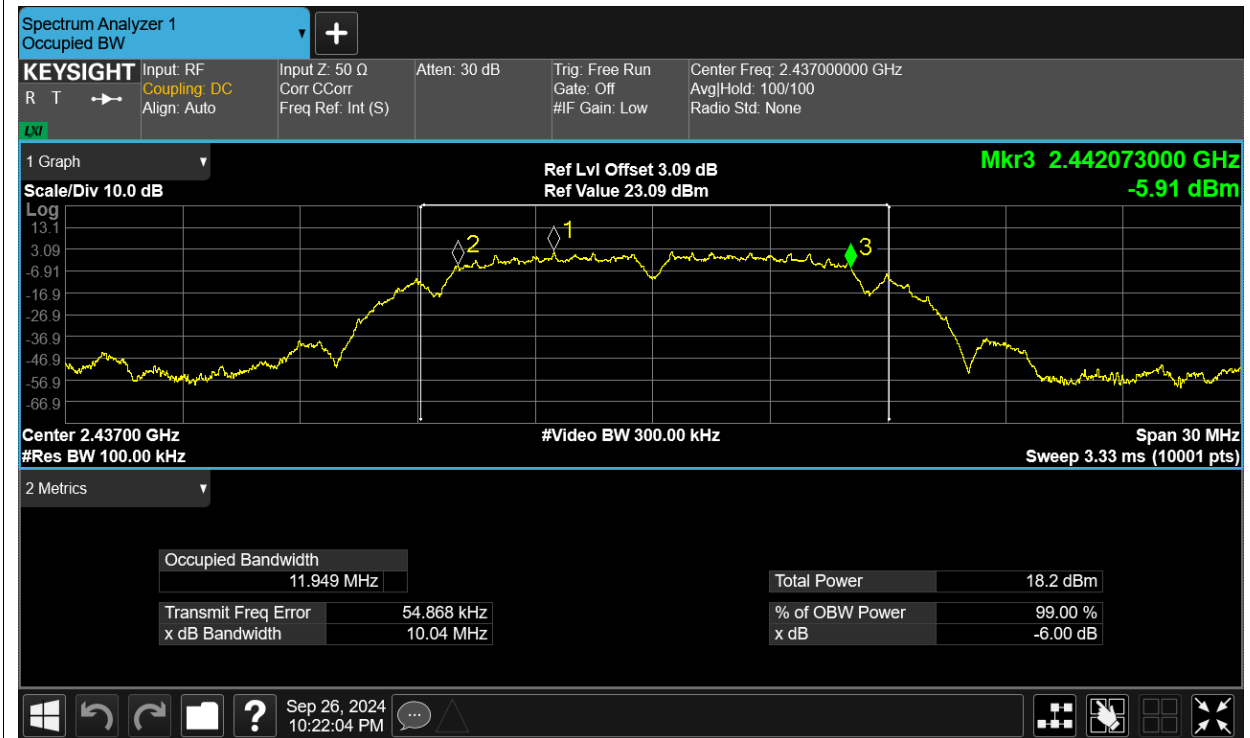 Spectrum Analyzer 1
Occupied BW
KEYSIGHT
R T
LXI
Input: RF
Coupling: DC
Align: Auto
Input Z: 50 Ω
Corr CCorr
Freq Ref: Int (S)
Atten: 30 dB
Trig: Free Run
Gate: Off
#IF Gain: Low
Center Freq: 2.437000000 GHz
Avg|Hold: 100/100
Radio Std: None
1 Graph
Scale/Div 10.0 dB
Ref Lvl Offset 3.09 dB
Ref Value 23.09 dBm
Mkr3 2.442073000 GHz
-5.91 dBm
Log
13.1
3.09
-6.91
-16.9
-26.9
-36.9
-46.9
-56.9
-66.9
2
1
3
Center 2.43700 GHz
#Res BW 100.00 kHz
#Video BW 300.00 kHz
Span 30 MHz
Sweep 3.33 ms (10001 pts)
2 Metrics
Occupied Bandwidth
11.949 MHz
Transmit Freq Error 54.868 kHz
x dB Bandwidth 10.04 MHz
Total Power 18.2 dBm
% of OBW Power 99.00 %
x dB -6.00 dB
?
Sep 26, 2024
10:22:04 PM